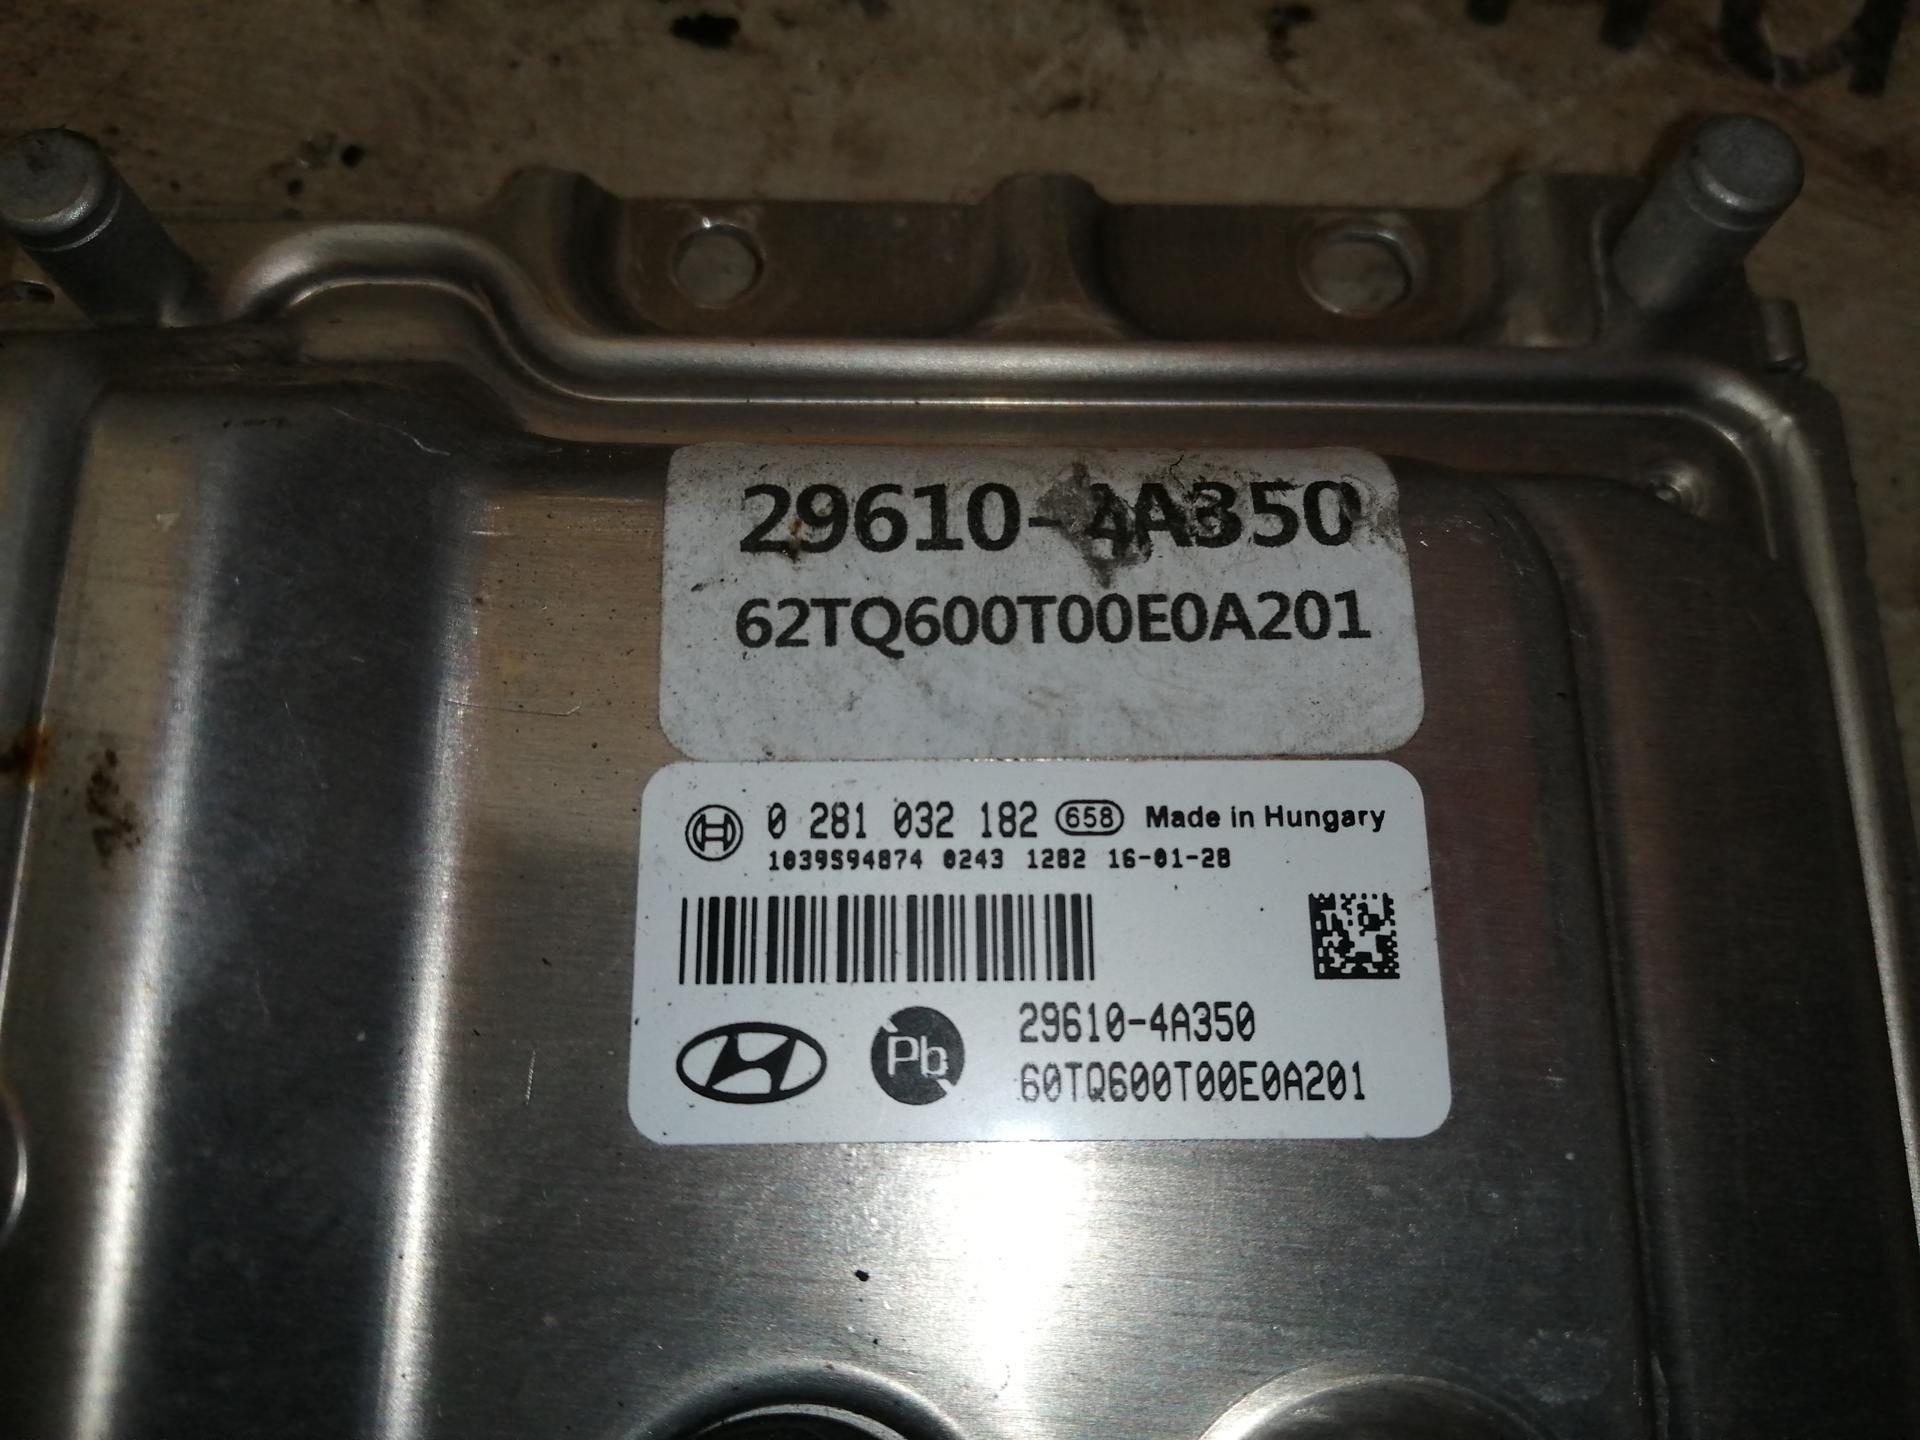 29610-4A350
62TQ600T00E0A201
0 281 032 182 658 Made in Hungary
1039S94874 0243 1282 16-01-28
Pb
29610-4A350
60TQ600T00E0A201